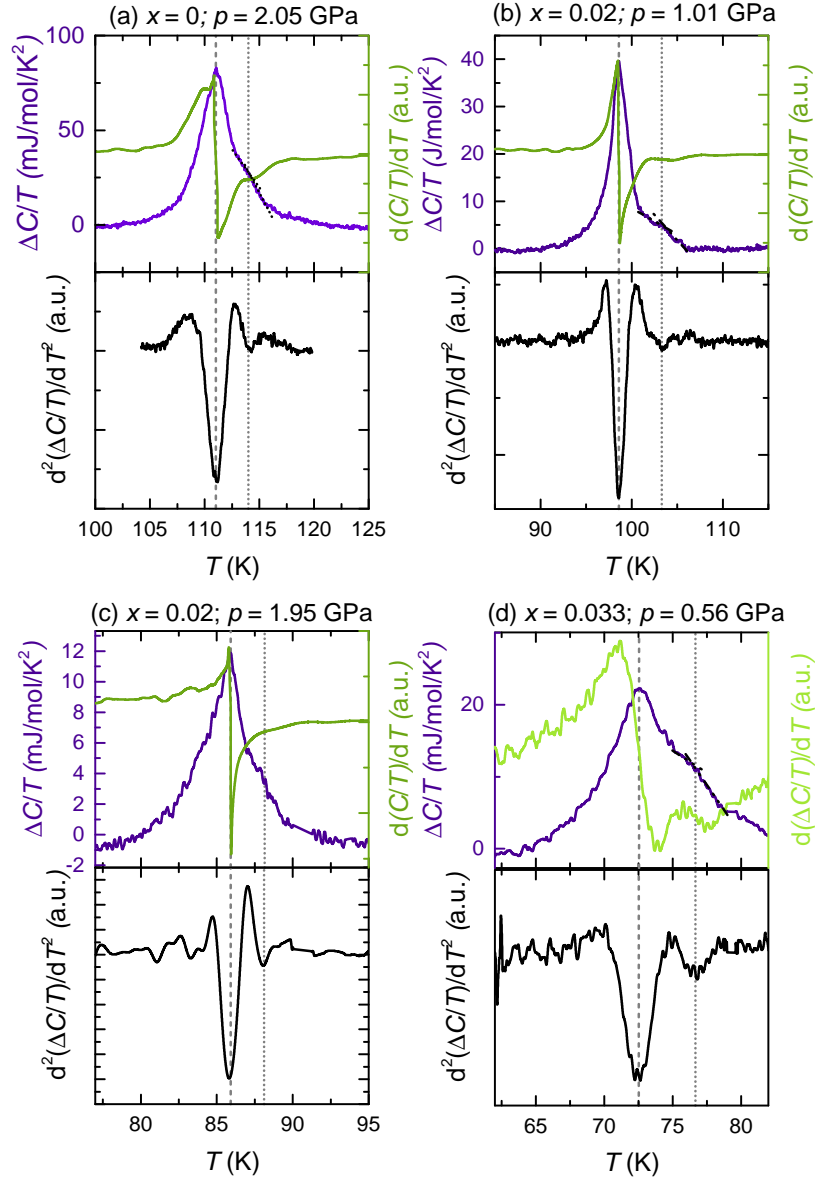 (a) x = 0; p = 2.05 GPa
100
50
0
ΔC/T (mJ/mol/K²)
d(C/T)/dT (a.u.)
d²(ΔC/T)/dT² (a.u.)
100 105 110 115 120 125
T (K)
(b) x = 0.02; p = 1.01 GPa
40
30
20
10
0
ΔC/T (J/mol/K²)
d(C/T)/dT (a.u.)
d²(ΔC/T)/dT² (a.u.)
90 100 110
T (K)
(c) x = 0.02; p = 1.95 GPa
12
10
8
6
4
2
0
-2
ΔC/T (mJ/mol/K²)
d(C/T)/dT (a.u.)
d²(ΔC/T)/dT² (a.u.)
80 85 90 95
T (K)
(d) x = 0.033; p = 0.56 GPa
20
10
0
ΔC/T (mJ/mol/K²)
d(ΔC/T)/dT (a.u.)
d²(ΔC/T)/dT² (a.u.)
65 70 75 80
T (K)